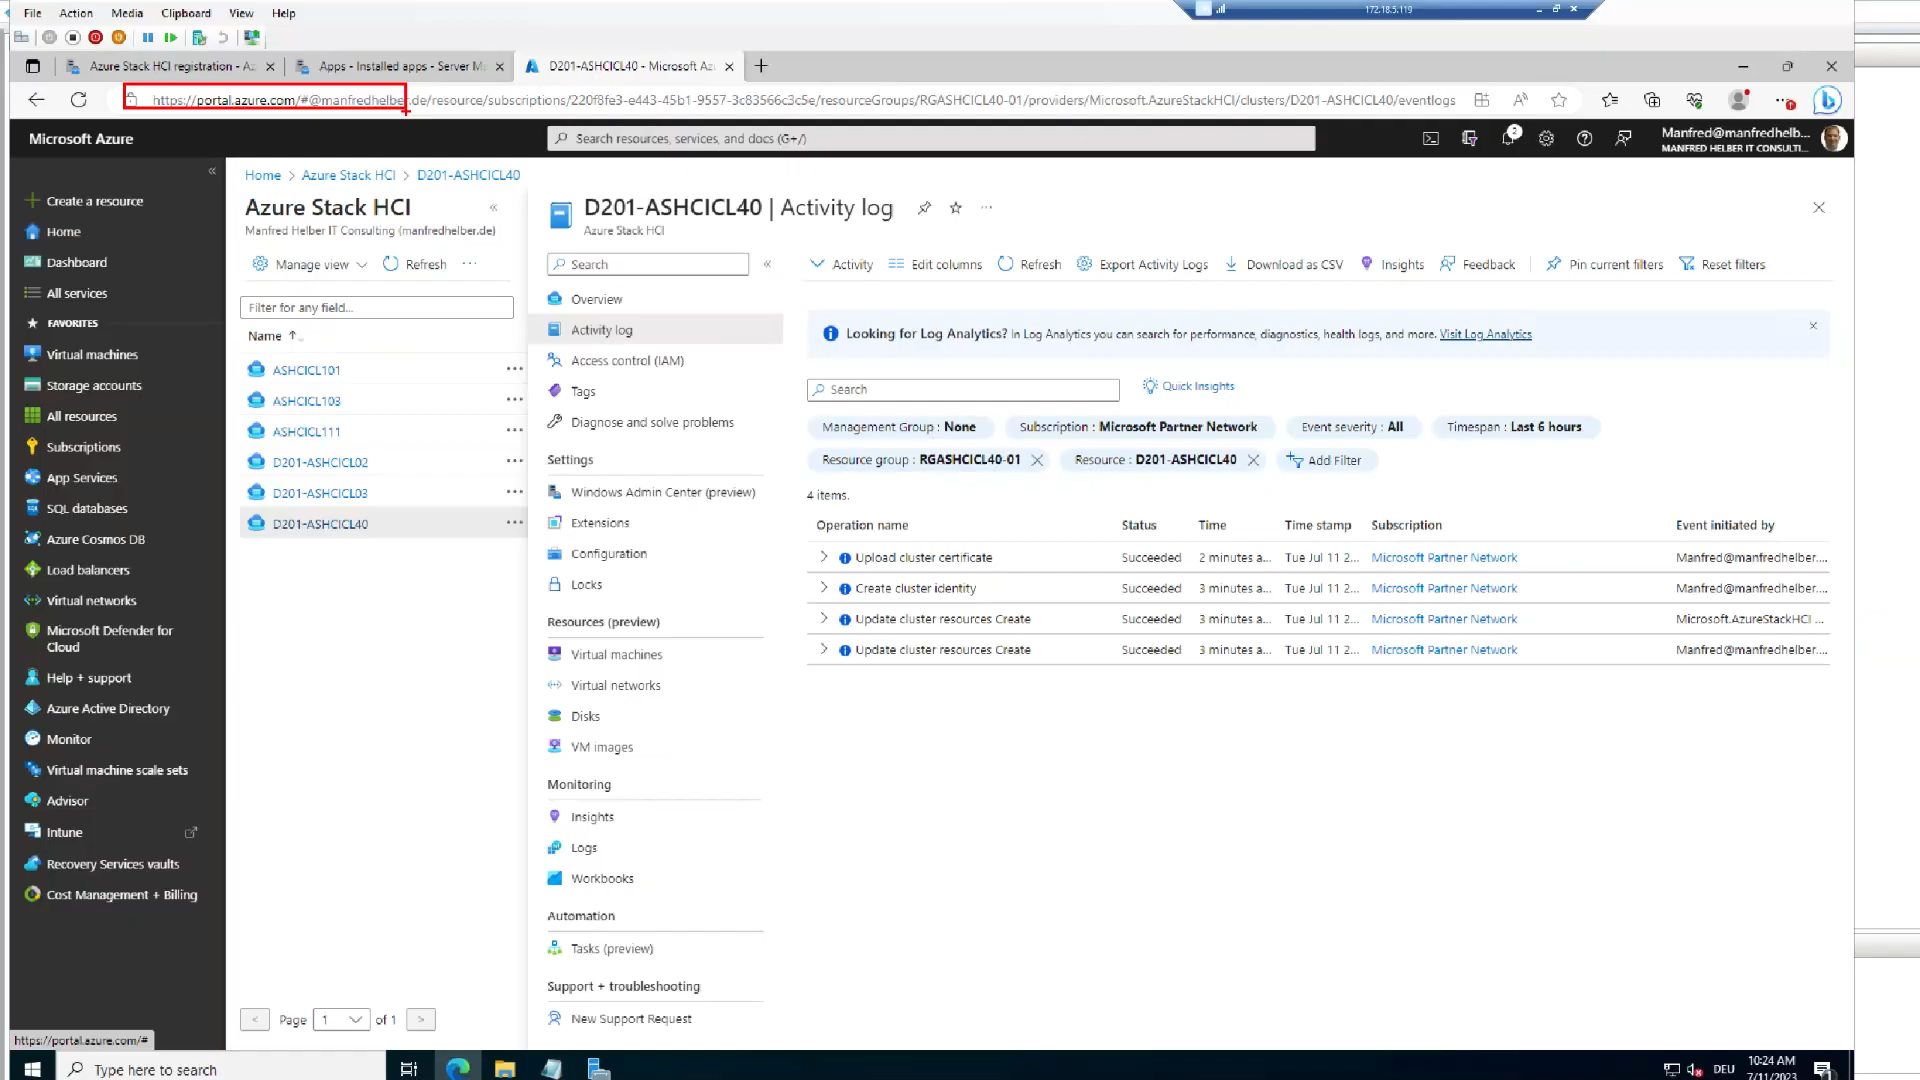 File Action Media Clipboard View Help
172.18.5.119
Azure Stack HCI registration - Az
Apps - Installed apps - Server Ma
D201-ASHCICL40 - Microsoft Az
https://portal.azure.com/#@manfredhelber.de/resource/subscriptions/220f8fe3-e443-45b1-9557-3c83566c3c5e/resourceGroups/RGASHCICL40-01/providers/Microsoft.AzureStackHCI/clusters/D201-ASHCICL40/eventlogs
Microsoft Azure
Search resources, services, and docs (G+/)
2
Manfred@manfredhelb...
MANFRED HELBER IT CONSULTI...
Create a resource
Home
Dashboard
All services
FAVORITES
Virtual machines
Storage accounts
All resources
Subscriptions
App Services
SQL databases
Azure Cosmos DB
Load balancers
Virtual networks
Microsoft Defender for
Cloud
Help + support
Azure Active Directory
Monitor
Virtual machine scale sets
Advisor
Intune
Recovery Services vaults
Cost Management + Billing
https://portal.azure.com/#
Home > Azure Stack HCI > D201-ASHCICL40
Azure Stack HCI
Manfred Helber IT Consulting (manfredhelber.de)
Manage view Refresh ...
Filter for any field...
Name ↑
ASHCICL101 ...
ASHCICL103 ...
ASHCICL111 ...
D201-ASHCICL02 ...
D201-ASHCICL03 ...
D201-ASHCICL40 ...
< Page 1 of 1 >
D201-ASHCICL40 | Activity log ...
Azure Stack HCI
Search
Overview
Activity log
Access control (IAM)
Tags
Diagnose and solve problems
Settings
Windows Admin Center (preview)
Extensions
Configuration
Locks
Resources (preview)
Virtual machines
Virtual networks
Disks
VM images
Monitoring
Insights
Logs
Workbooks
Automation
Tasks (preview)
Support + troubleshooting
New Support Request
Activity Edit columns Refresh Export Activity Logs Download as CSV Insights Feedback Pin current filters Reset filters
Looking for Log Analytics? In Log Analytics you can search for performance, diagnostics, health logs, and more. Visit Log Analytics
Search
Quick Insights
Management Group : None Subscription : Microsoft Partner Network Event severity : All Timespan : Last 6 hours
Resource group : RGASHCICL40-01 Resource : D201-ASHCICL40 Add Filter
4 items.
Operation name Status Time Time stamp Subscription Event initiated by
Upload cluster certificate Succeeded 2 minutes a... Tue Jul 11 2... Microsoft Partner Network Manfred@manfredhelber....
Create cluster identity Succeeded 3 minutes a... Tue Jul 11 2... Microsoft Partner Network Manfred@manfredhelber....
Update cluster resources Create Succeeded 3 minutes a... Tue Jul 11 2... Microsoft Partner Network Microsoft.AzureStackHCI ...
Update cluster resources Create Succeeded 3 minutes a... Tue Jul 11 2... Microsoft Partner Network Manfred@manfredhelber....
Type here to search
DEU
10:24 AM
7/11/2023